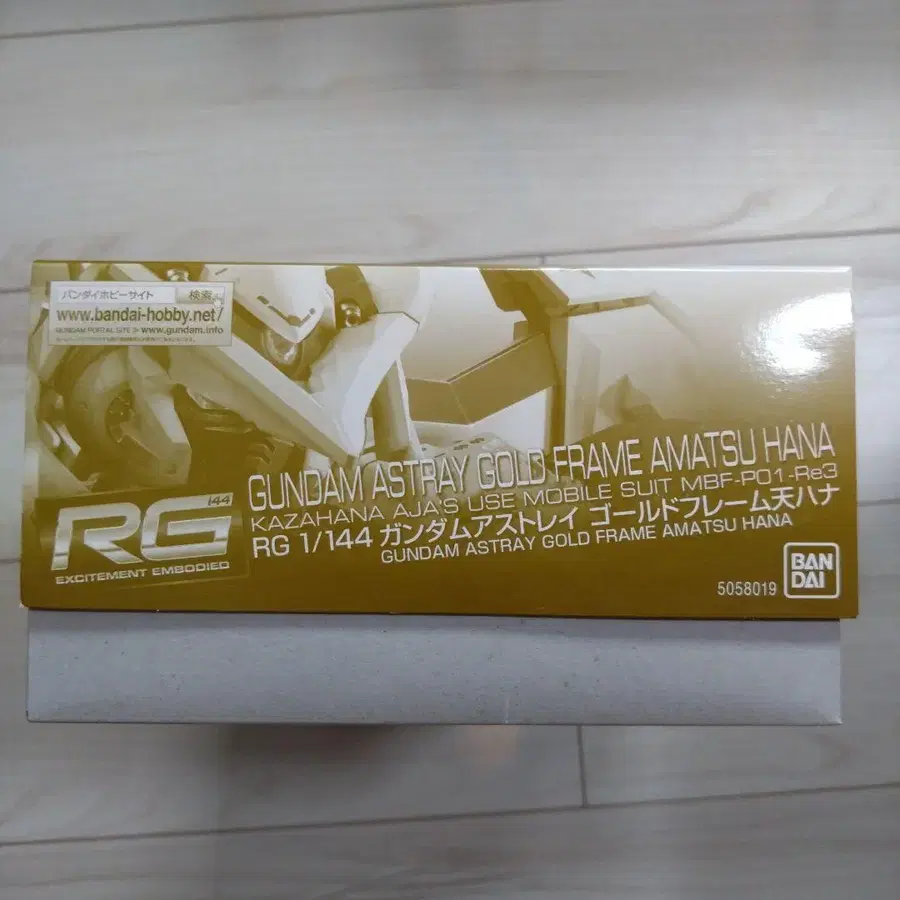 バンダイホビーサイト 検索
www.bandai-hobby.net/
GUNDAM PORTAL SITE > www.gundam.info
GUNDAM ASTRAY GOLD FRAME AMATSU HANA
KAZAHANA AJA'S USE MOBILE SUIT MBF-P01-Re3
RG 1/144 ガンダムアストレイ ゴールドフレーム天ハナ
GUNDAM ASTRAY GOLD FRAME AMATSU HANA
144
RG
EXCITEMENT EMBODIED
5058019
BAN
DAI